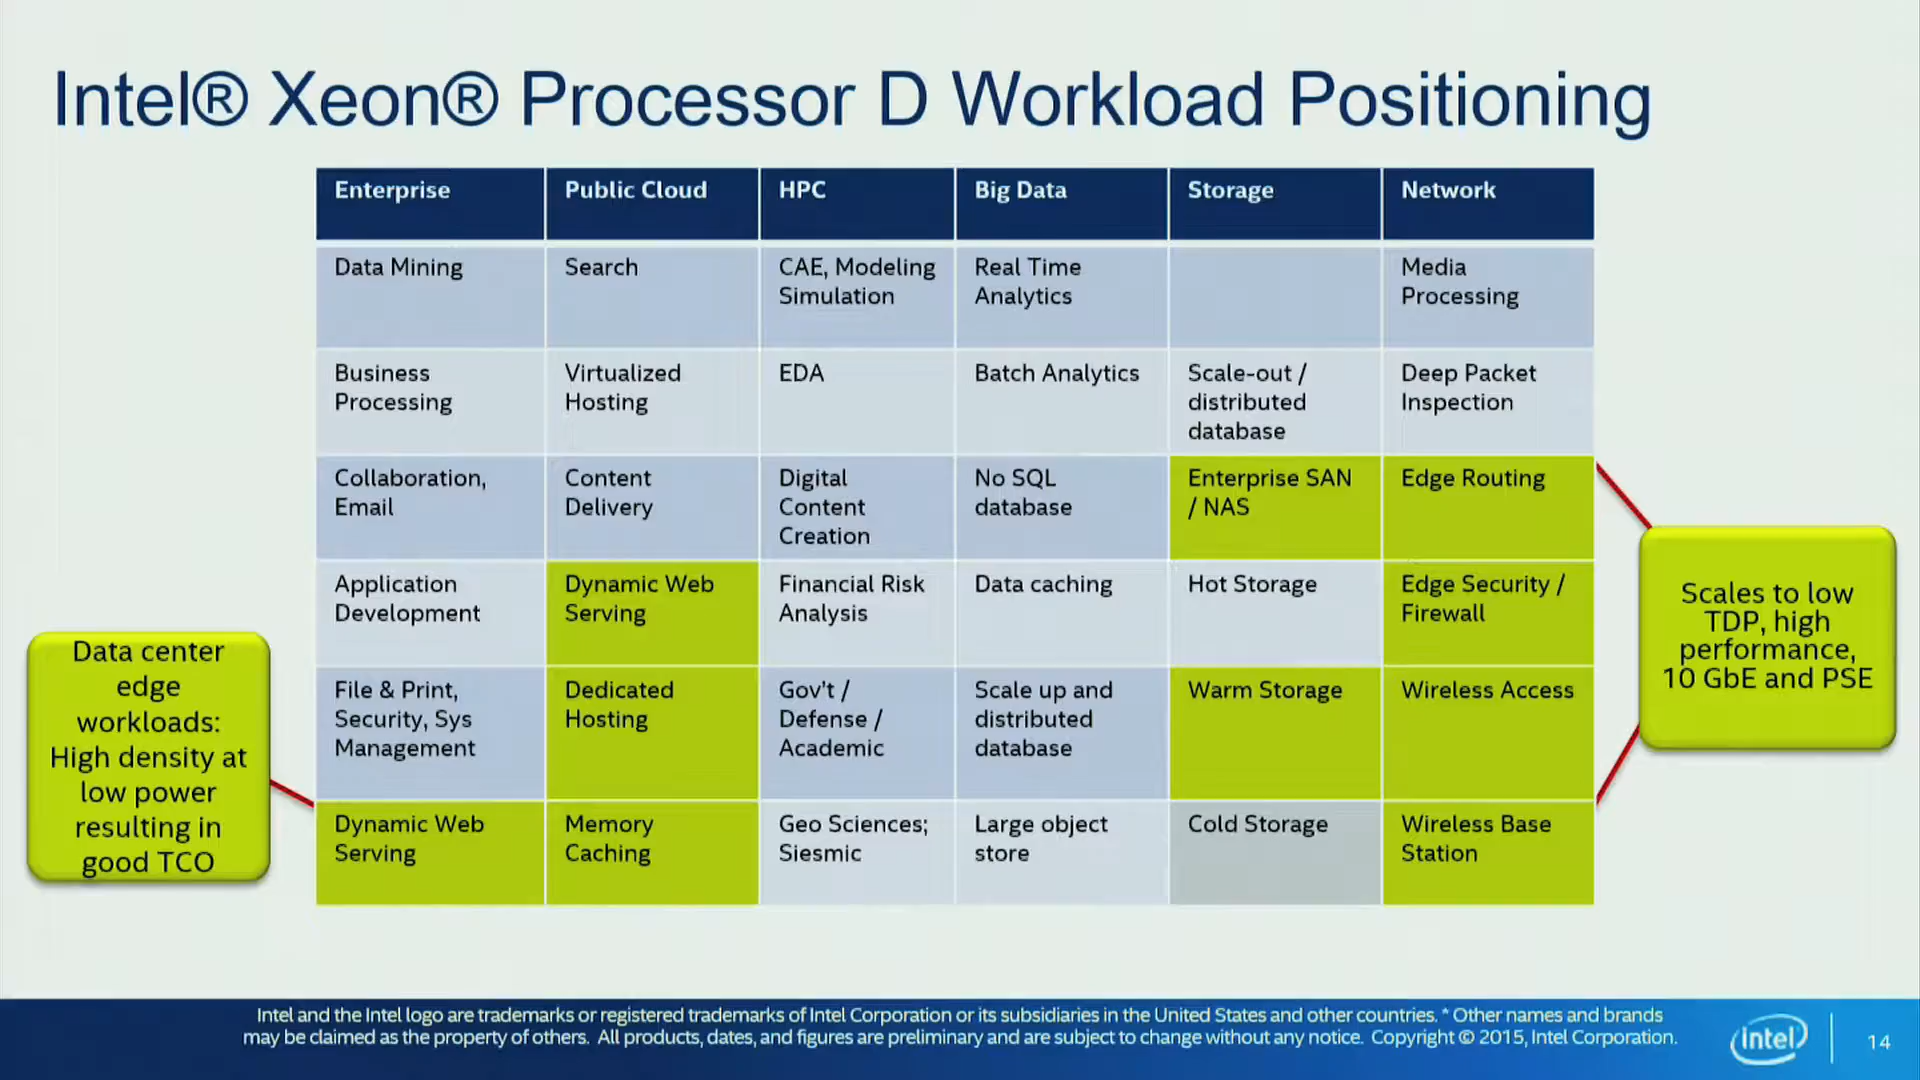 Intel® Xeon® Processor D Workload Positioning
Enterprise
Public Cloud
HPC
Big Data
Storage
Network
Data Mining
Search
CAE, Modeling
Simulation
Real Time
Analytics
Media
Processing
Business
Processing
Virtualized
Hosting
EDA
Batch Analytics
Scale-out /
distributed
database
Deep Packet
Inspection
Collaboration,
Email
Content
Delivery
Digital
Content
Creation
No SQL
database
Enterprise SAN
/ NAS
Edge Routing
Application
Development
Dynamic Web
Serving
Financial Risk
Analysis
Data caching
Hot Storage
Edge Security /
Firewall
File & Print,
Security, Sys
Management
Dedicated
Hosting
Gov't /
Defense /
Academic
Scale up and
distributed
database
Warm Storage
Wireless Access
Dynamic Web
Serving
Memory
Caching
Geo Sciences;
Siesmic
Large object
store
Cold Storage
Wireless Base
Station
Data center
edge
workloads:
High density at
low power
resulting in
good TCO
Scales to low
TDP, high
performance,
10 GbE and PSE
Intel and the Intel logo are trademarks or registered trademarks of Intel Corporation or its subsidiaries in the United States and other countries. * Other names and brands
may be claimed as the property of others. All products, dates, and figures are preliminary and are subject to change without any notice. Copyright © 2015, Intel Corporation.
intel
14